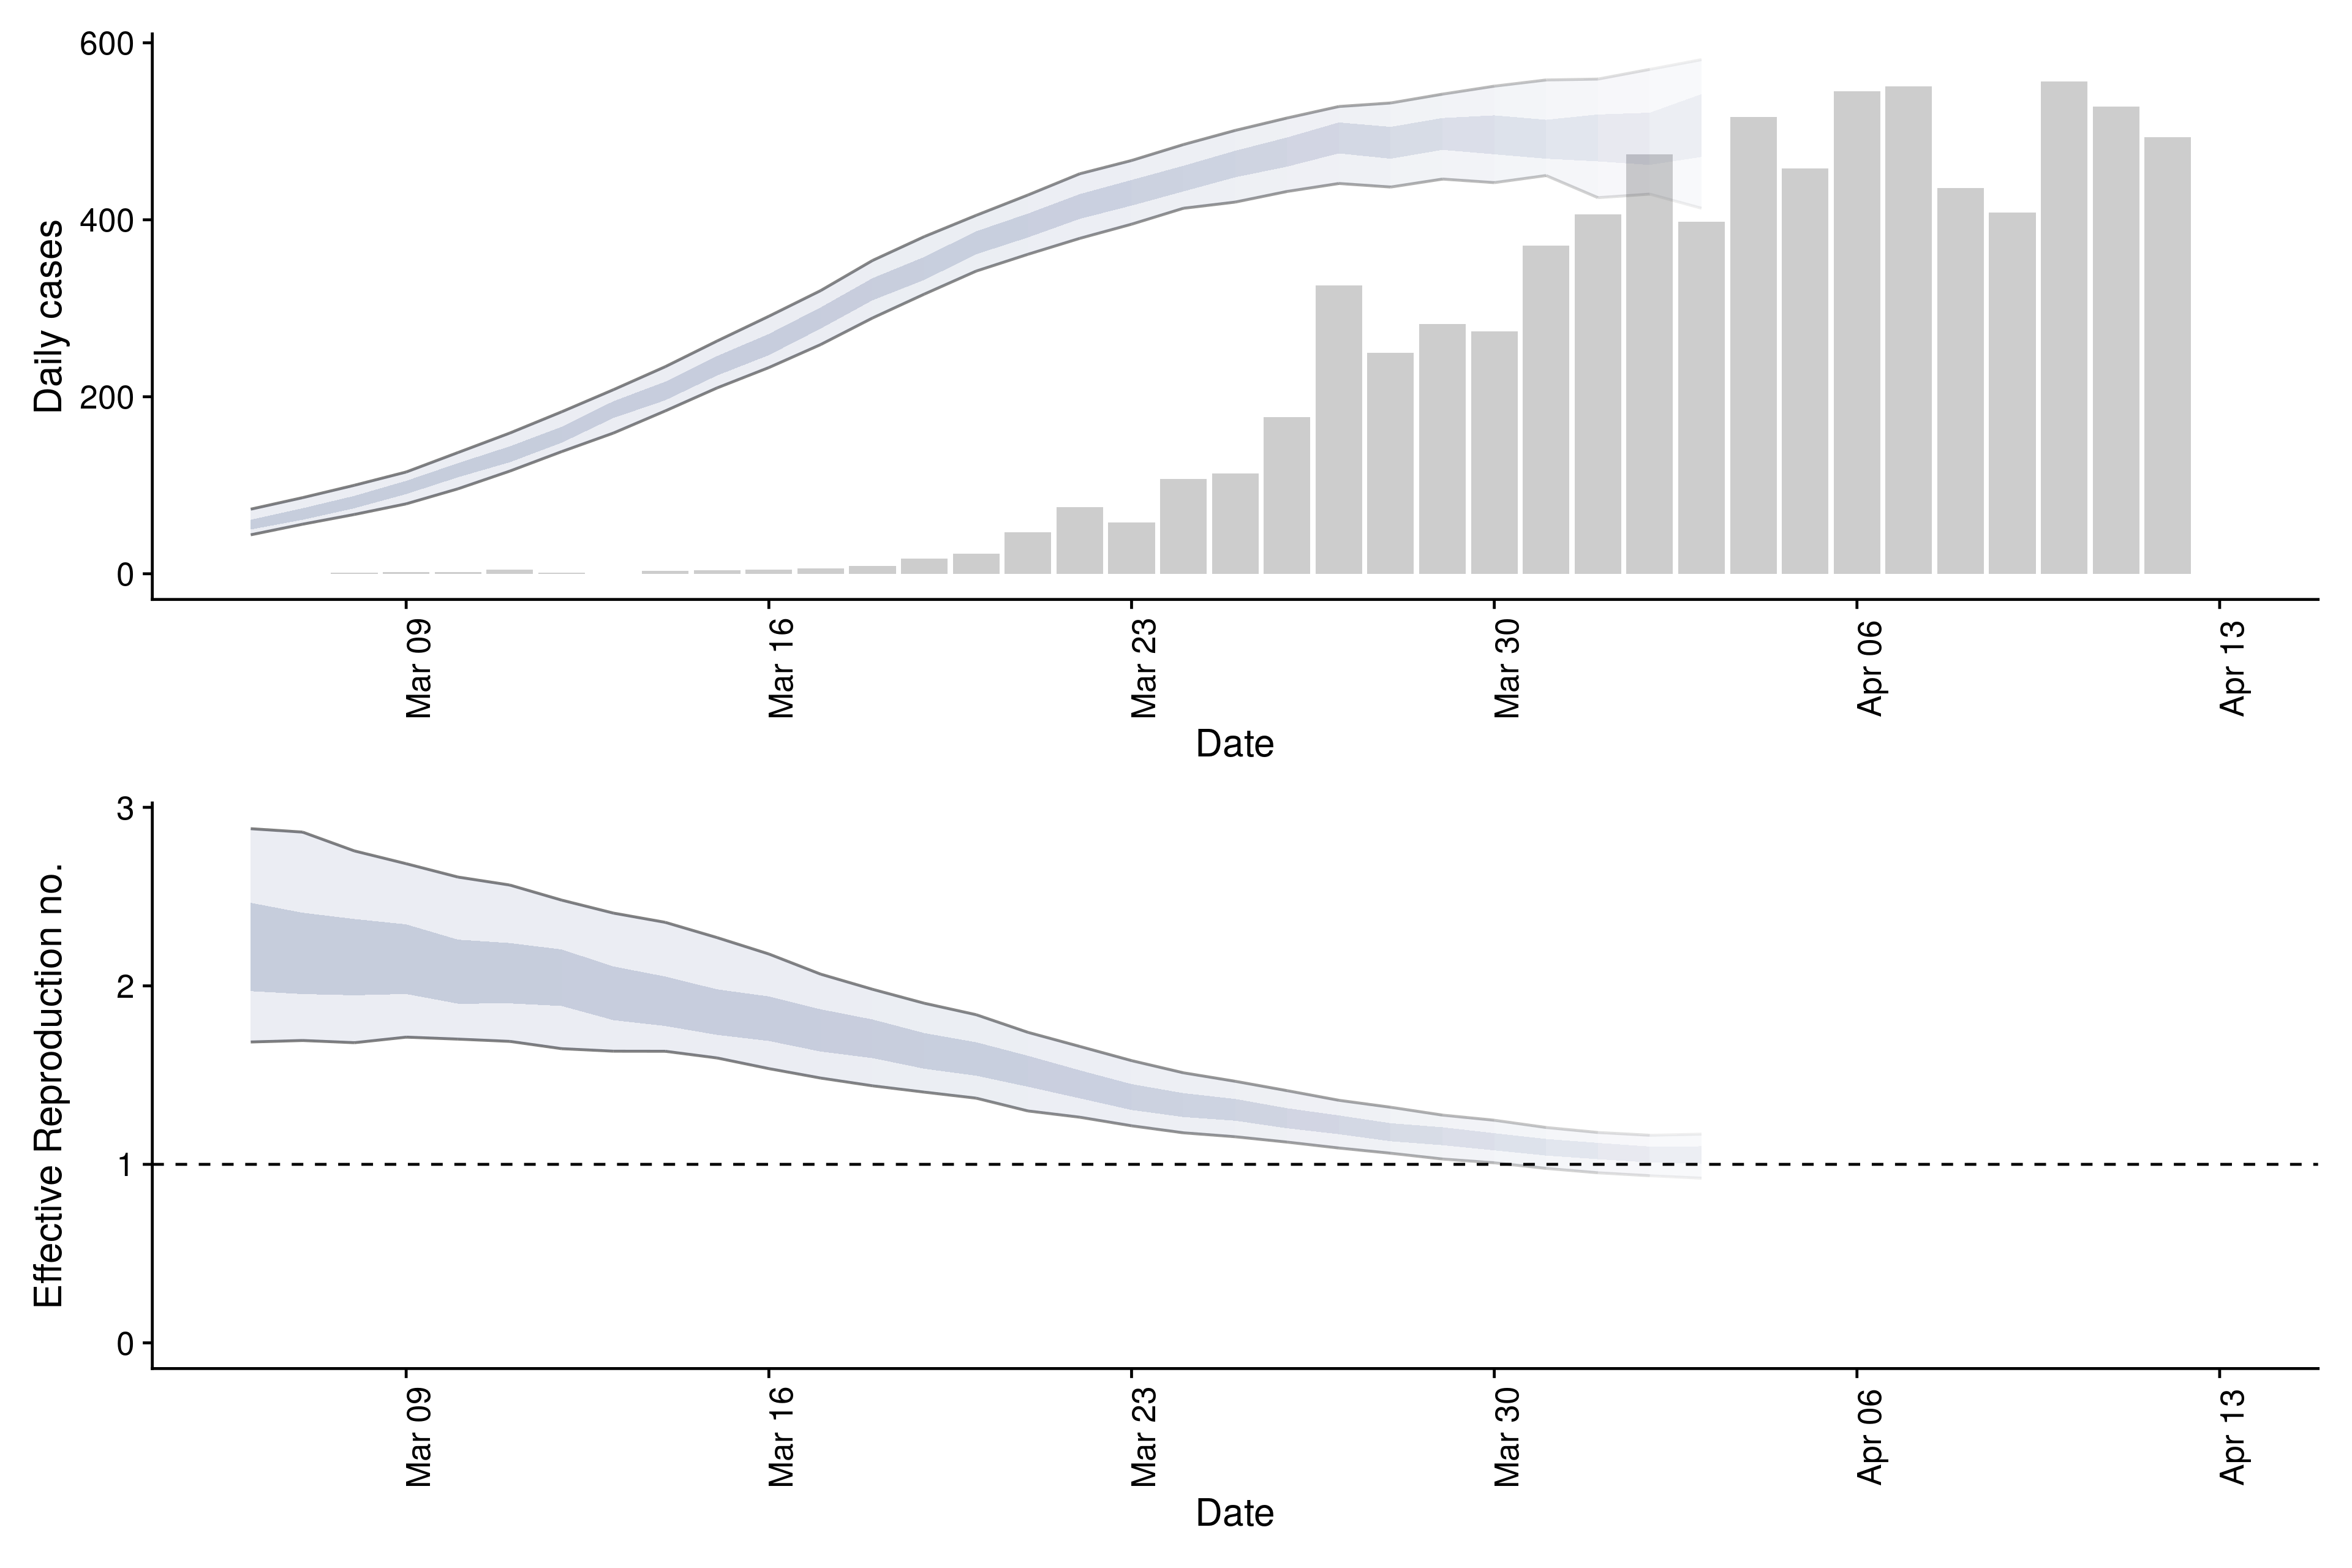 600
400
200
0
Daily cases
Mar 09
Mar 16
Mar 23
Mar 30
Apr 06
Apr 13
Date
3
2
1
0
Effective Reproduction no.
Mar 09
Mar 16
Mar 23
Mar 30
Apr 06
Apr 13
Date